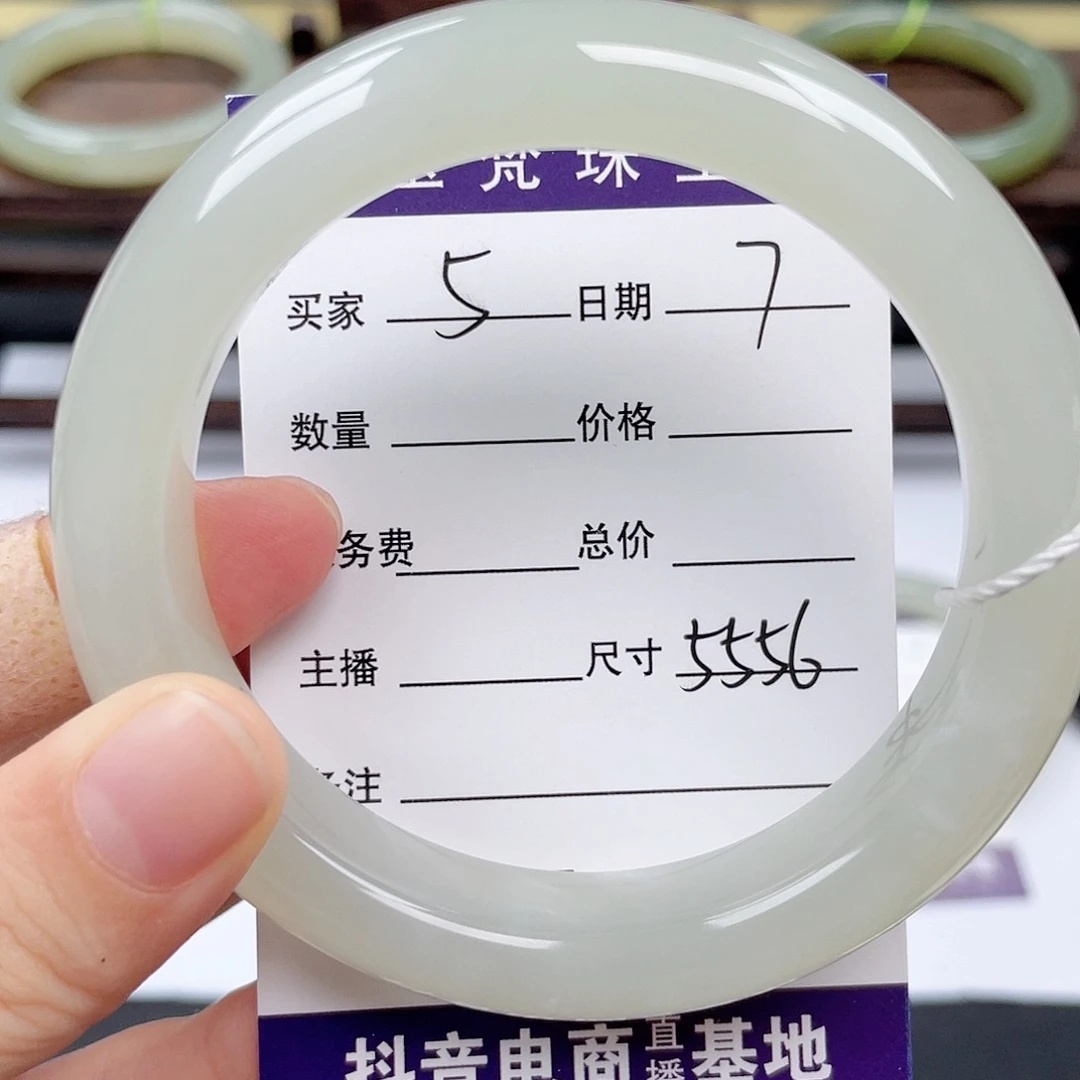 梵珠
买家 5 日期 7
数量 价格
务费 总价
主播 尺寸 5556
注
抖音电商直播基地